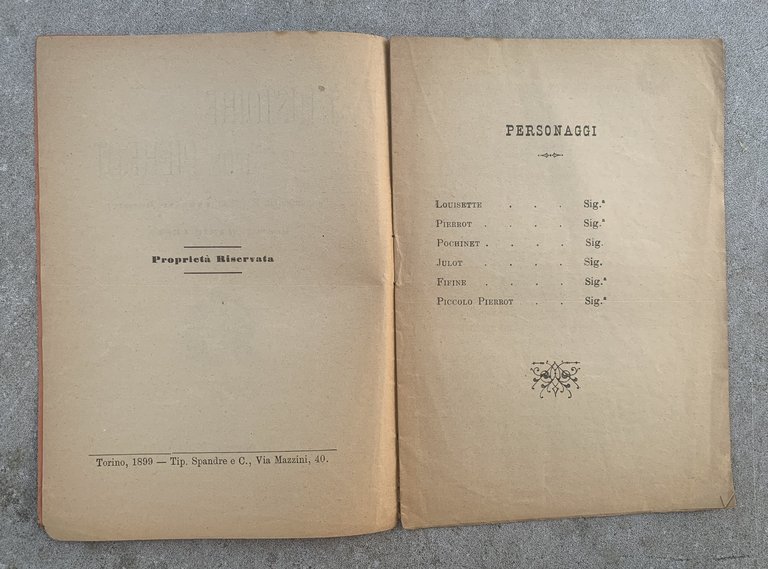 Proprietà Riservata
Torino, 1899 — Tip. Spandre e C., Via Mazzini, 40.
PERSONAGGI
LOUISETTE . . . Sig.ª
PIERROT . . . . Sig.ª
POCHINET . . . . Sig.
JULOT . . . . Sig.
FIFINE . . . . Sig.ª
PICCOLO PIERROT . . Sig.ª